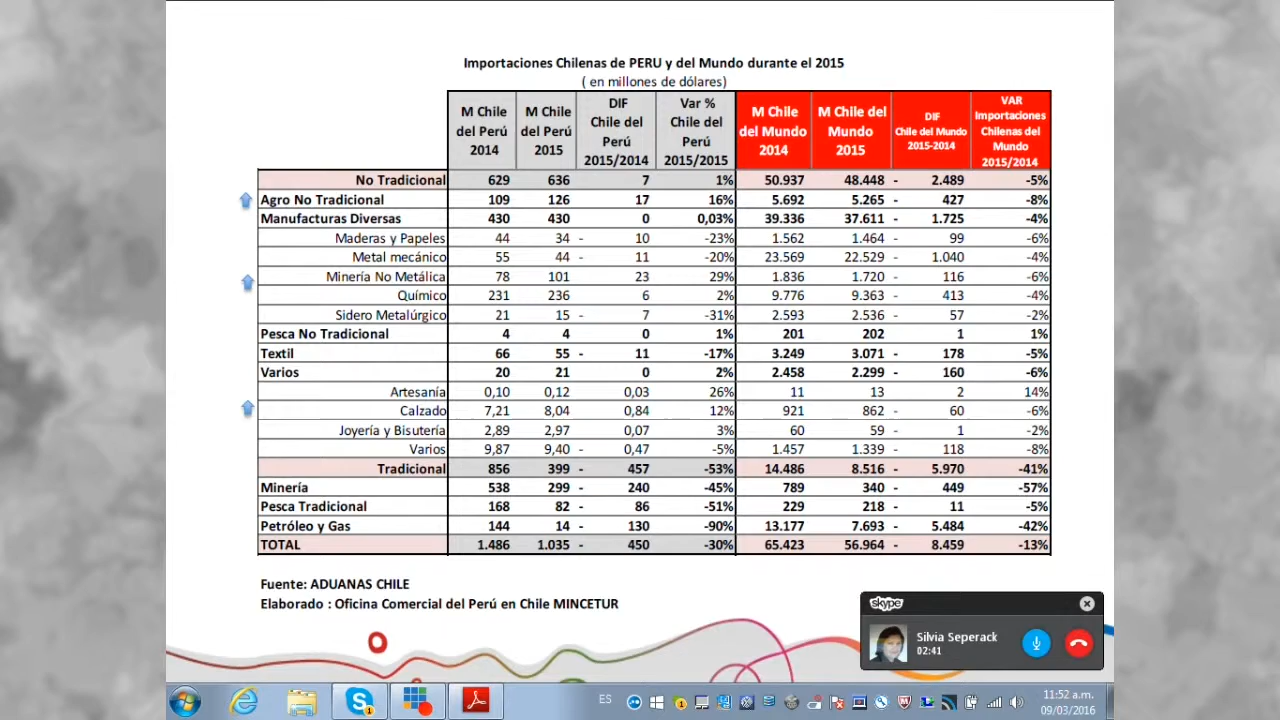 Importaciones Chilenas de PERU y del Mundo durante el 2015
( en millones de dólares)
M Chile del Perú 2014 M Chile del Perú 2015 DIF Chile del Perú 2015/2014 Var % Chile del Perú 2015/2015 M Chile del Mundo 2014 M Chile del Mundo 2015 DIF Chile del Mundo 2015-2014 VAR Importaciones Chilenas del Mundo 2015/2014
No Tradicional 629 636 7 1% 50.937 48.448 - 2.489 -5%
Agro No Tradicional 109 126 17 16% 5.692 5.265 - 427 -8%
Manufacturas Diversas 430 430 0 0,03% 39.336 37.611 - 1.725 -4%
Maderas y Papeles 44 34 - 10 -23% 1.562 1.464 - 99 -6%
Metal mecánico 55 44 - 11 -20% 23.569 22.529 - 1.040 -4%
Minería No Metálica 78 101 23 29% 1.836 1.720 - 116 -6%
Químico 231 236 6 2% 9.776 9.363 - 413 -4%
Sidero Metalúrgico 21 15 - 7 -31% 2.593 2.536 - 57 -2%
Pesca No Tradicional 4 4 0 1% 201 202 1 1%
Textil 66 55 - 11 -17% 3.249 3.071 - 178 -5%
Varios 20 21 0 2% 2.458 2.299 - 160 -6%
Artesanía 0,10 0,12 0,03 26% 11 13 2 14%
Calzado 7,21 8,04 0,84 12% 921 862 - 60 -6%
Joyería y Bisutería 2,89 2,97 0,07 3% 60 59 - 1 -2%
Varios 9,87 9,40 - 0,47 -5% 1.457 1.339 - 118 -8%
Tradicional 856 399 - 457 -53% 14.486 8.516 - 5.970 -41%
Minería 538 299 - 240 -45% 789 340 - 449 -57%
Pesca Tradicional 168 82 - 86 -51% 229 218 - 11 -5%
Petróleo y Gas 144 14 - 130 -90% 13.177 7.693 - 5.484 -42%
TOTAL 1.486 1.035 - 450 -30% 65.423 56.964 - 8.459 -13%
Fuente: ADUANAS CHILE
Elaborado : Oficina Comercial del Perú en Chile MINCETUR
skype
Silvia Seperack
02:41
ES
11:52 a.m.
09/03/2016